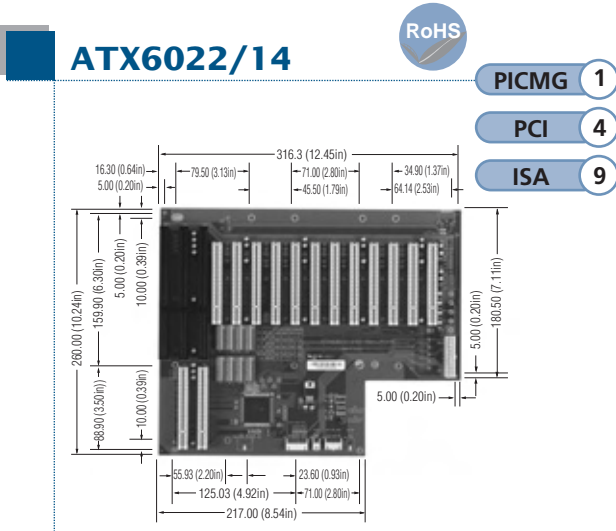 RoHS
ATX6022/14
PICMG 1
PCI 4
ISA 9
316.3 (12.45in)
16.30 (0.64in)
79.50 (3.13in)
71.00 (2.80in)
34.90 (1.37in)
5.00 (0.20in)
45.50 (1.79in)
64.14 (2.53in)
260.00 (10.24in)
159.90 (6.30in)
5.00 (0.20in)
10.00 (0.39in)
180.50 (7.11in)
5.00 (0.20in)
88.90 (3.50in)
10.00 (0.39in)
5.00 (0.20in)
55.93 (2.20in)
23.60 (0.93in)
125.03 (4.92in)
71.00 (2.80in)
217.00 (8.54in)